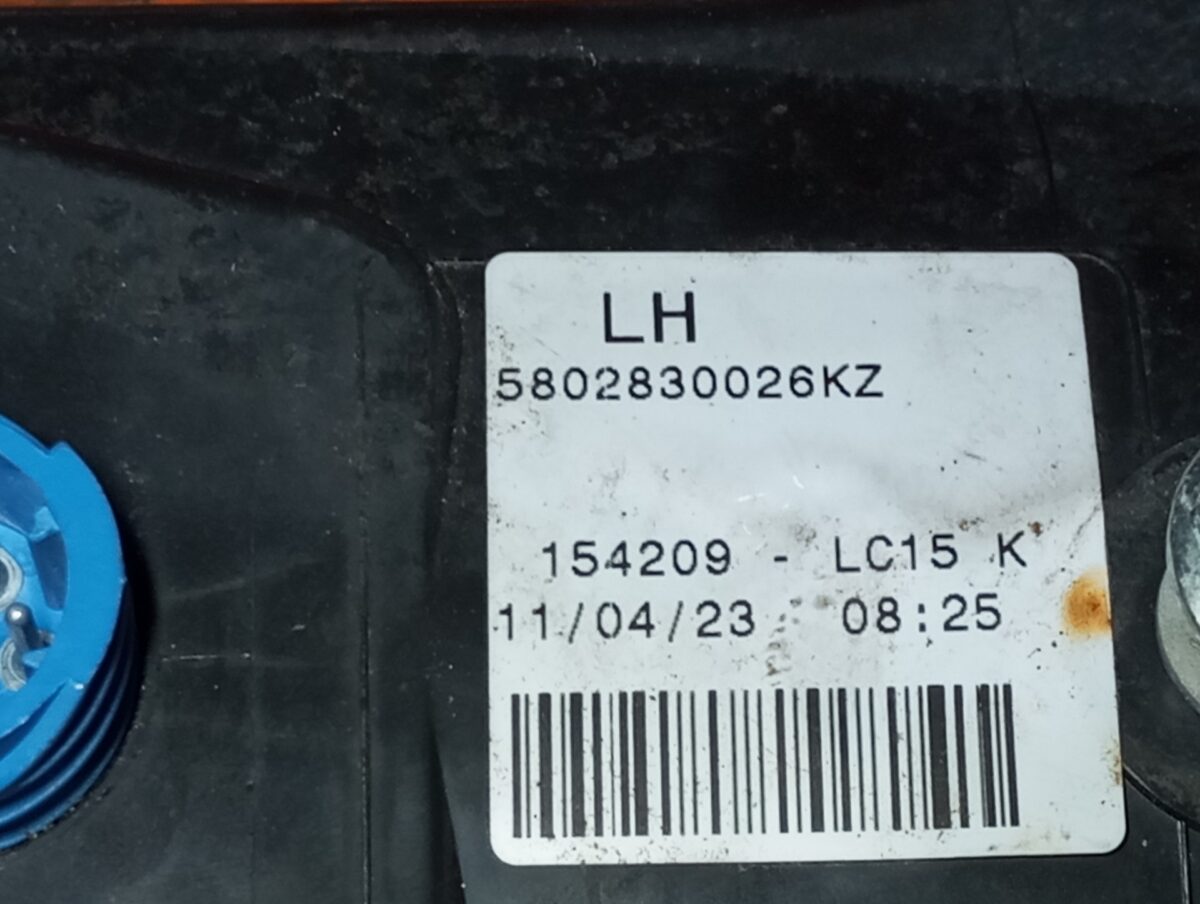 LH
5802830026KZ
154209 - LC15 K
11/04/23 08:25